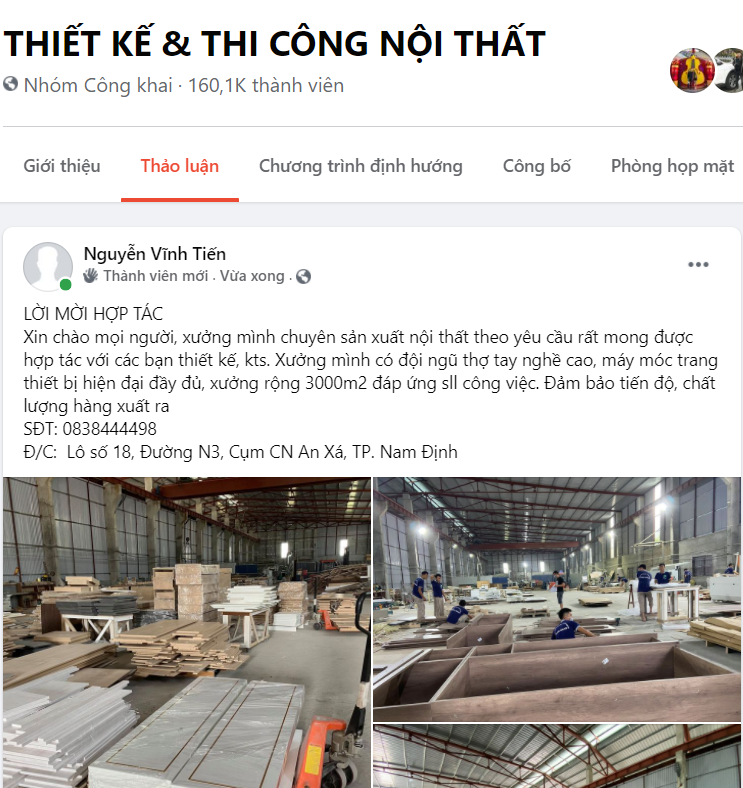 THIẾT KẾ & THI CÔNG NỘI THẤT
Nhóm Công khai · 160,1K thành viên
Giới thiệu Thảo luận Chương trình định hướng Công bố Phòng họp mặt
Nguyễn Vĩnh Tiến
Thành viên mới . Vừa xong .
LỜI MỜI HỢP TÁC
Xin chào mọi người, xưởng mình chuyên sản xuất nội thất theo yêu cầu rất mong được
hợp tác với các bạn thiết kế, kts. Xưởng mình có đội ngũ thợ tay nghề cao, máy móc trang
thiết bị hiện đại đầy đủ, xưởng rộng 3000m2 đáp ứng sll công việc. Đảm bảo tiến độ, chất
lượng hàng xuất ra
SĐT: 0838444498
Đ/C: Lô số 18, Đường N3, Cụm CN An Xá, TP. Nam Định